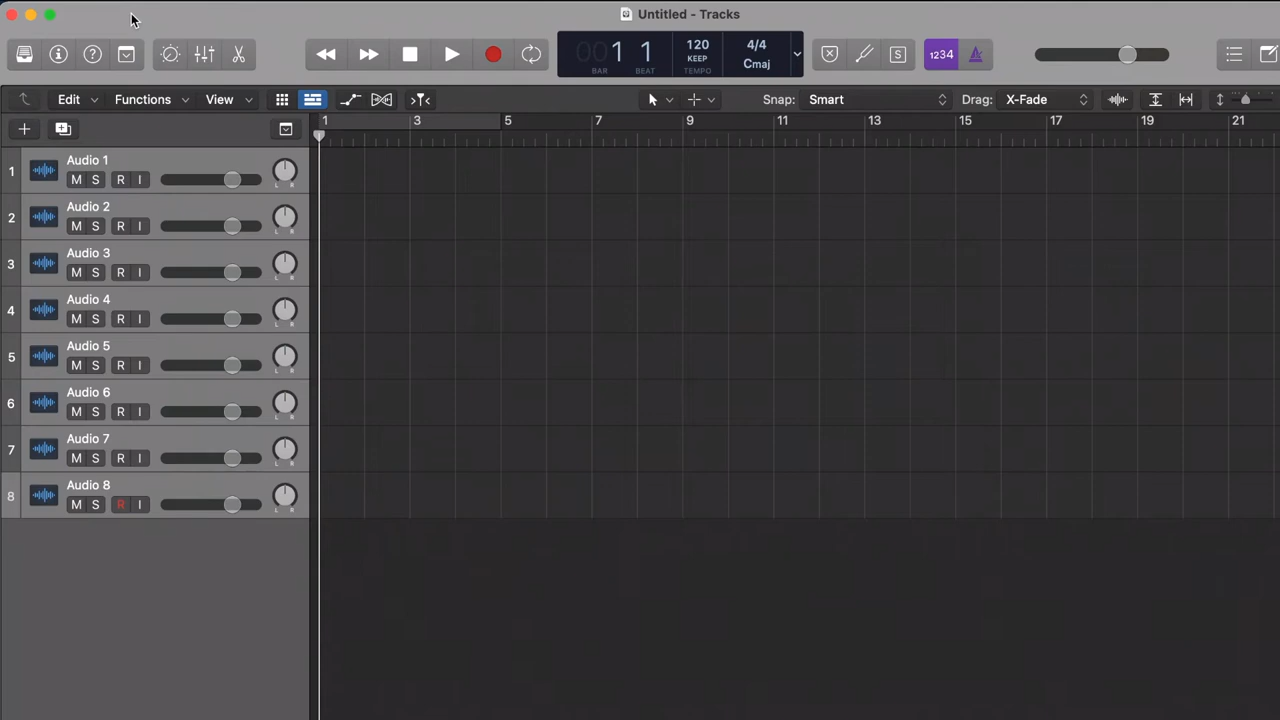 Untitled - Tracks
001 1
BAR BEAT
120
KEEP
TEMPO
4/4
Cmaj
S
1234
Edit Functions View Snap: Smart Drag: X-Fade
1 3 5 7 9 11 13 15 17 19 21
1 Audio 1
M S R I L R
2 Audio 2
M S R I L R
3 Audio 3
M S R I L R
4 Audio 4
M S R I L R
5 Audio 5
M S R I L R
6 Audio 6
M S R I L R
7 Audio 7
M S R I L R
8 Audio 8
M S R I L R